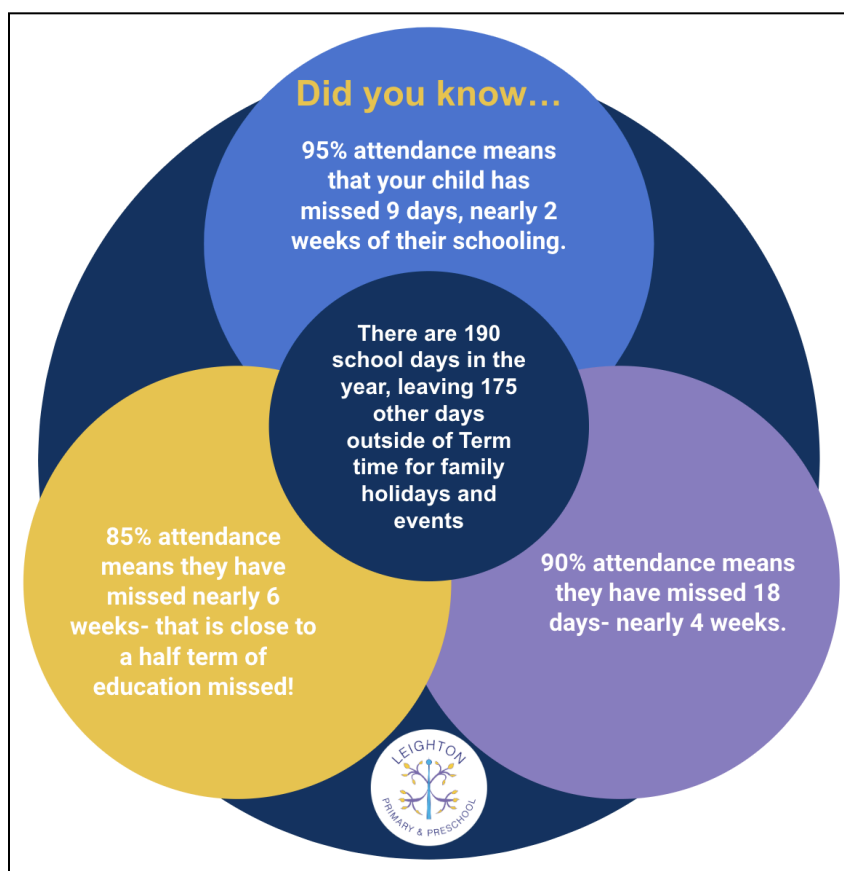 Did you know...
95% attendance means
that your child has
missed 9 days, nearly 2
weeks of their schooling.
There are 190
school days in the
year, leaving 175
other days
outside of Term
time for family
holidays and
events
85% attendance
means they have
missed nearly 6
weeks- that is close to
a half term of
education missed!
90% attendance means
they have missed 18
days- nearly 4 weeks.
LEIGHTON
PRIMARY & PRESCHOOL